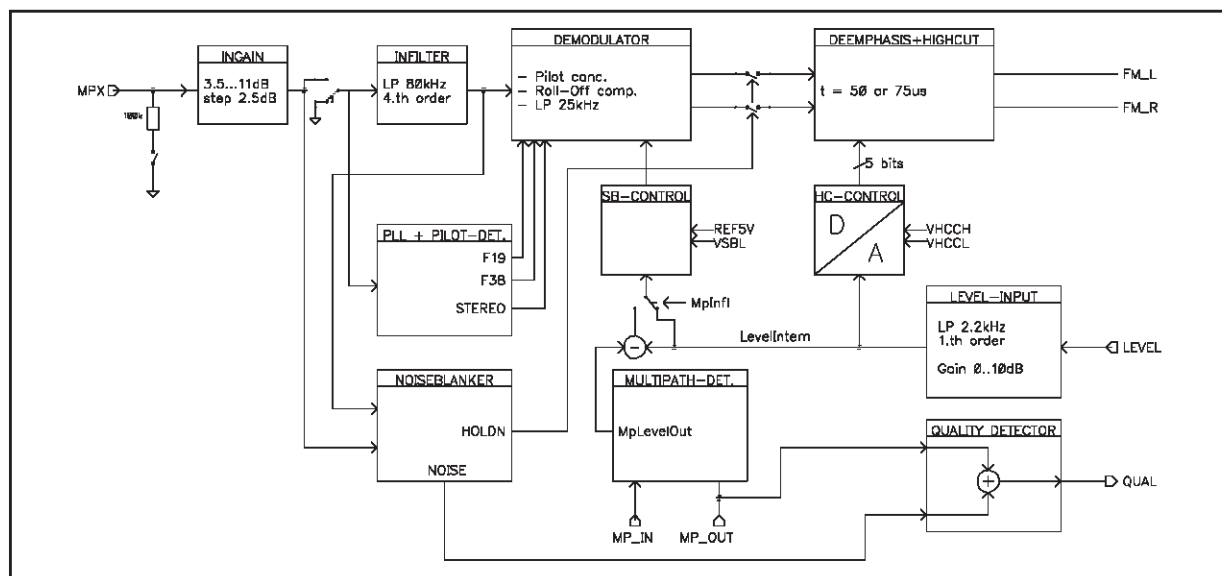 INGAIN
3.5...11dB
step 2.5dB
MPX
100k
INFILTER
LP 80kHz
4.th order
DEMODULATOR
- Pilot canc.
- Roll-Off comp.
- LP 25kHz
DEEMPHASIS+HIGHCUT
t = 50 or 75us
FM_L
FM_R
5 bits
SB-CONTROL
REF5V
VSBL
HC-CONTROL
D
A
VHCCH
VHCCL
PLL + PILOT-DET.
F19
F38
STEREO
MpInfl
LevelIntern
-
LEVEL-INPUT
LP 2.2kHz
1.th order
Gain 0..10dB
LEVEL
NOISEBLANKER
HOLDN
NOISE
MULTIPATH-DET.
MpLevelOut
MP_IN
MP_OUT
QUALITY DETECTOR
+
QUAL